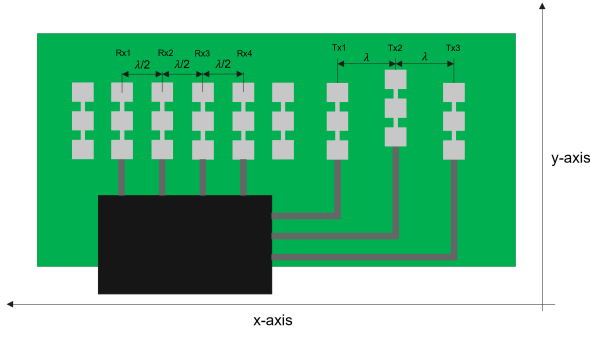 Rx1 Rx2 Rx3 Rx4 Tx1 Tx2 Tx3
λ/2 λ/2 λ/2 λ λ
y-axis
x-axis